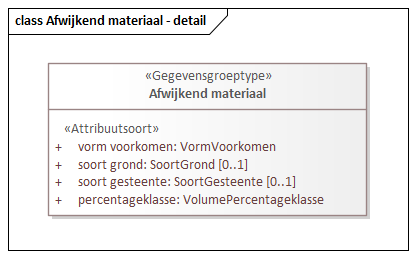 class Afwijkend materiaal - detail
«Gegevensgroeptype»
Afwijkend materiaal
«Attribuutsoort»
+ vorm voorkomen: VormVoorkomen
+ soort grond: SoortGrond [0..1]
+ soort gesteente: SoortGesteente [0..1]
+ percentageklasse: VolumePercentageklasse